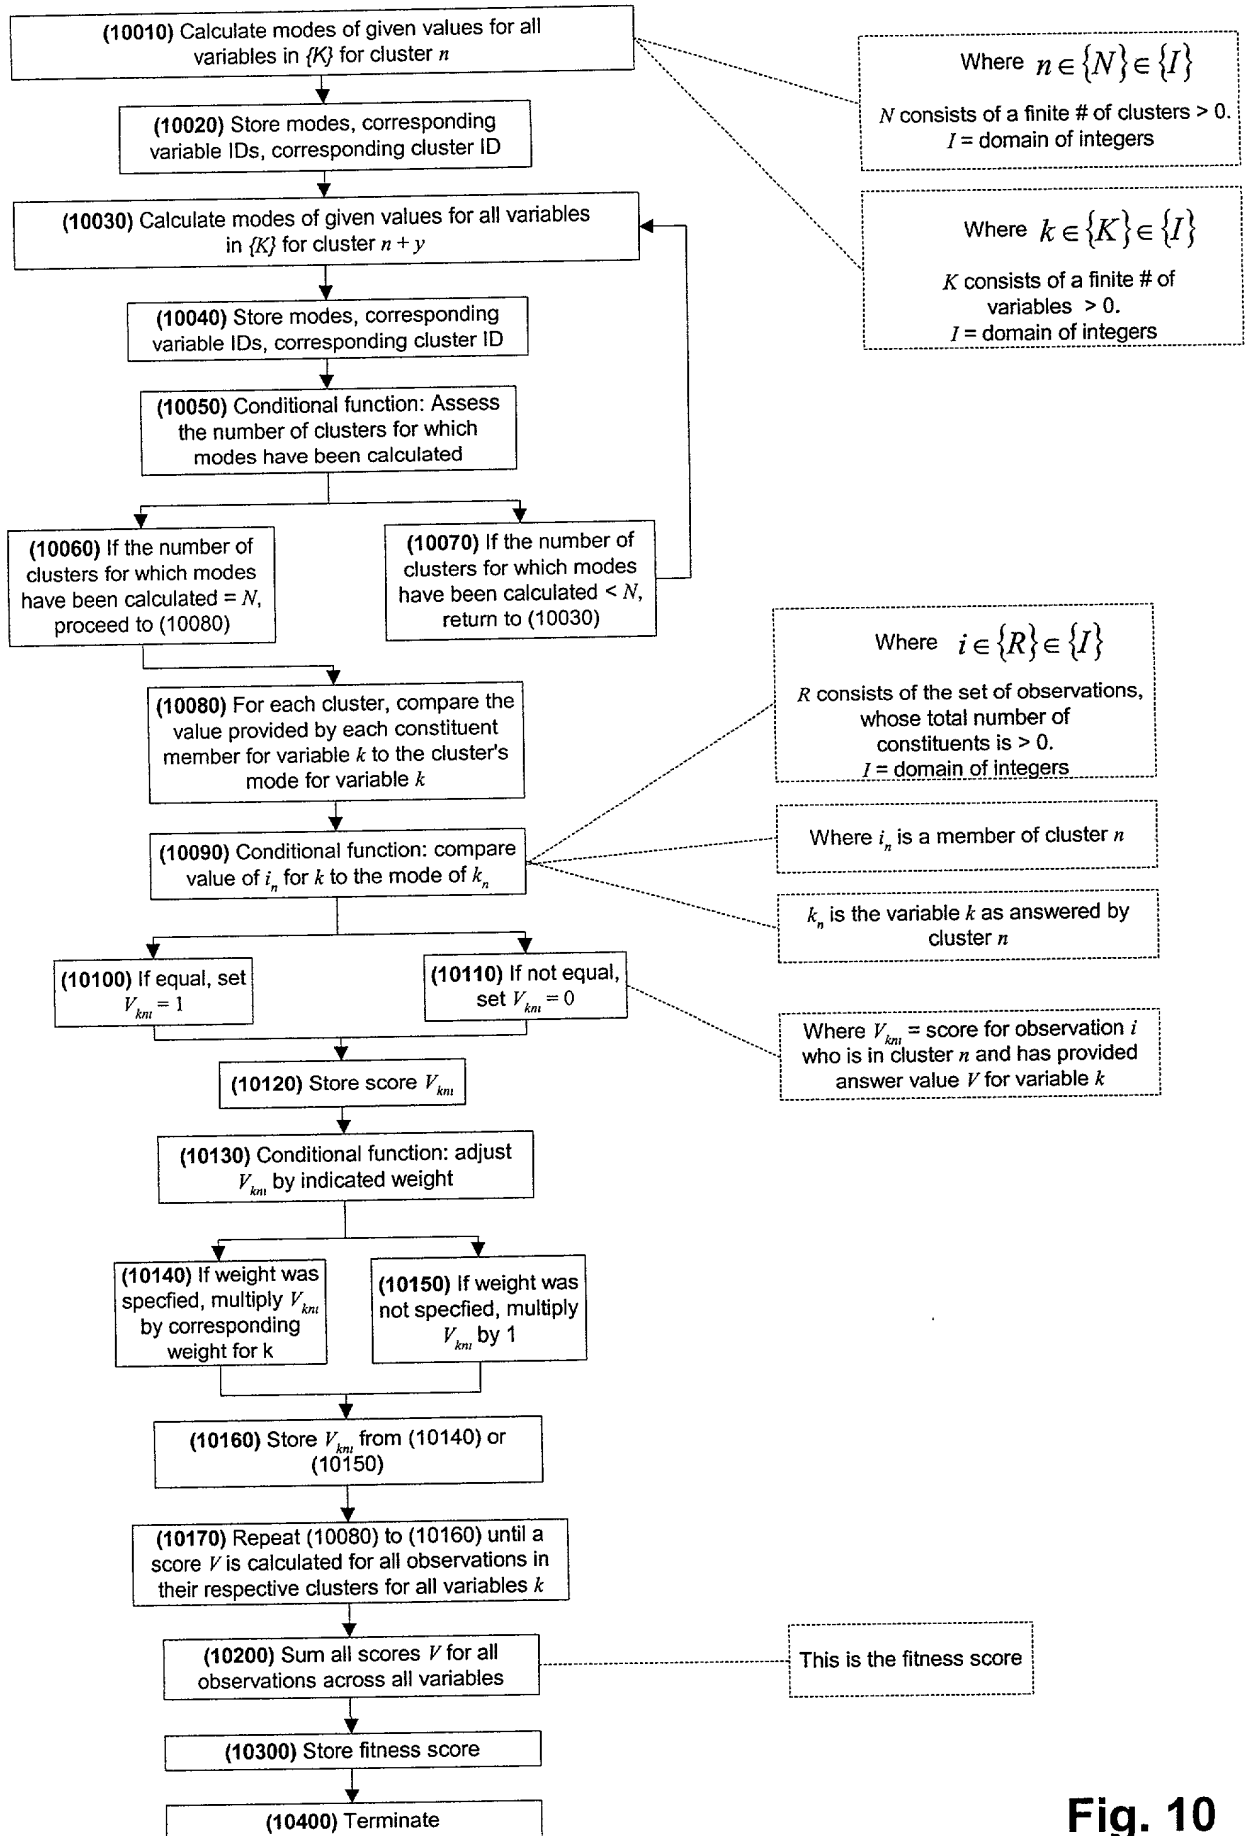 (10010) Calculate modes of given values for all
variables in {K} for cluster n
Where n ∈ {N} ∈ {I}
N consists of a finite # of clusters > 0.
I = domain of integers
(10020) Store modes, corresponding
variable IDs, corresponding cluster ID
(10030) Calculate modes of given values for all variables
in {K} for cluster n + y
Where k ∈ {K} ∈ {I}
K consists of a finite # of
variables > 0.
I = domain of integers
(10040) Store modes, corresponding
variable IDs, corresponding cluster ID
(10050) Conditional function: Assess
the number of clusters for which
modes have been calculated
(10060) If the number of
clusters for which modes
have been calculated = N,
proceed to (10080)
(10070) If the number of
clusters for which modes
have been calculated < N,
return to (10030)
Where i ∈ {R} ∈ {I}
R consists of the set of observations,
whose total number of
constituents is > 0.
I = domain of integers
(10080) For each cluster, compare the
value provided by each constituent
member for variable k to the cluster's
mode for variable k
(10090) Conditional function: compare
value of i_n for k to the mode of k_n
Where i_n is a member of cluster n
k_n is the variable k as answered by
cluster n
(10100) If equal, set
V_kni = 1
(10110) If not equal,
set V_kni = 0
Where V_kni = score for observation i
who is in cluster n and has provided
answer value V for variable k
(10120) Store score V_kni
(10130) Conditional function: adjust
V_kni by indicated weight
(10140) If weight was
specfied, multiply V_kni
by corresponding
weight for k
(10150) If weight was
not specfied, multiply
V_kni by 1
(10160) Store V_kni from (10140) or
(10150)
(10170) Repeat (10080) to (10160) until a
score V is calculated for all observations in
their respective clusters for all variables k
(10200) Sum all scores V for all
observations across all variables
This is the fitness score
(10300) Store fitness score
(10400) Terminate
Fig. 10